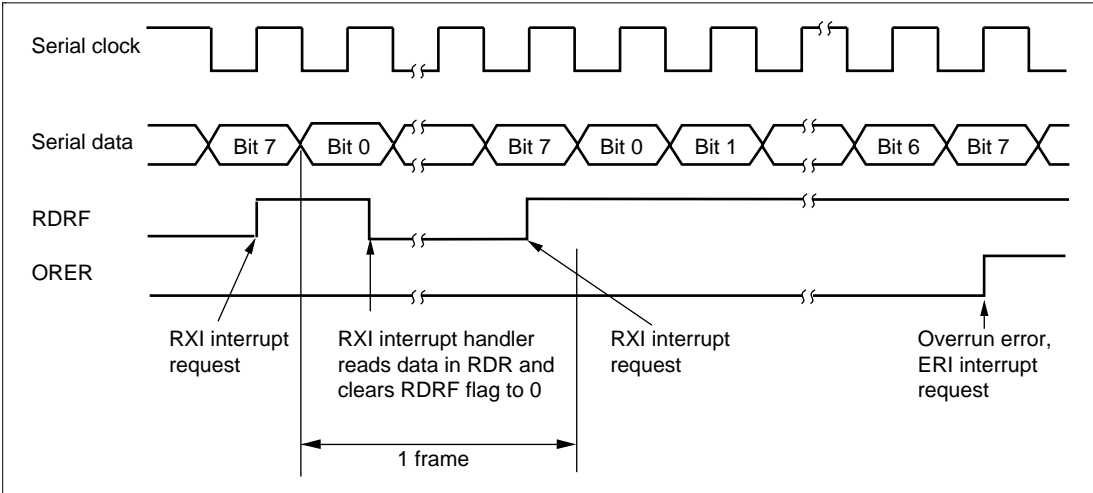 Serial clock
Serial data
Bit 7
Bit 0
Bit 7
Bit 0
Bit 1
Bit 6
Bit 7
RDRF
ORER
RXI interrupt
request
RXI interrupt handler
reads data in RDR and
clears RDRF flag to 0
RXI interrupt
request
Overrun error,
ERI interrupt
request
1 frame